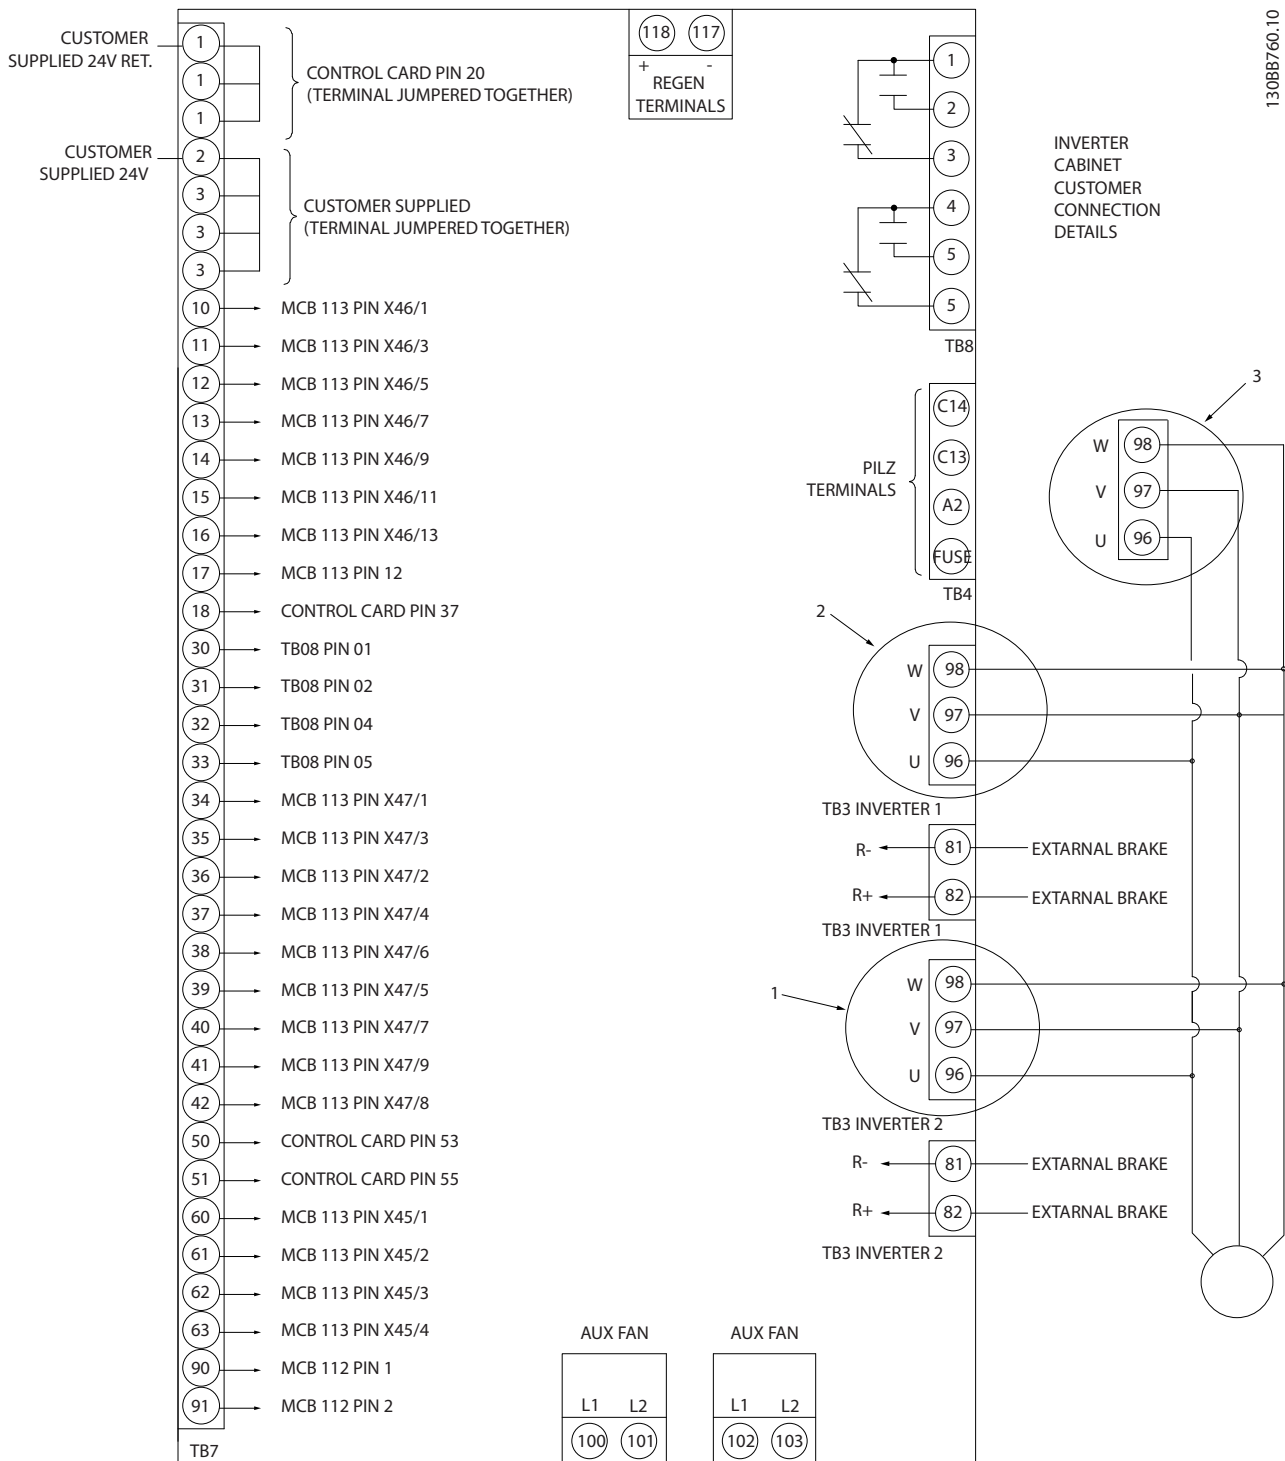 130BB760.10
CUSTOMER
SUPPLIED 24V RET.
1
1
1
CONTROL CARD PIN 20
(TERMINAL JUMPERED TOGETHER)
CUSTOMER
SUPPLIED 24V
2
3
3
3
CUSTOMER SUPPLIED
(TERMINAL JUMPERED TOGETHER)
10 MCB 113 PIN X46/1
11 MCB 113 PIN X46/3
12 MCB 113 PIN X46/5
13 MCB 113 PIN X46/7
14 MCB 113 PIN X46/9
15 MCB 113 PIN X46/11
16 MCB 113 PIN X46/13
17 MCB 113 PIN 12
18 CONTROL CARD PIN 37
30 TB08 PIN 01
31 TB08 PIN 02
32 TB08 PIN 04
33 TB08 PIN 05
34 MCB 113 PIN X47/1
35 MCB 113 PIN X47/3
36 MCB 113 PIN X47/2
37 MCB 113 PIN X47/4
38 MCB 113 PIN X47/6
39 MCB 113 PIN X47/5
40 MCB 113 PIN X47/7
41 MCB 113 PIN X47/9
42 MCB 113 PIN X47/8
50 CONTROL CARD PIN 53
51 CONTROL CARD PIN 55
60 MCB 113 PIN X45/1
61 MCB 113 PIN X45/2
62 MCB 113 PIN X45/3
63 MCB 113 PIN X45/4
90 MCB 112 PIN 1
91 MCB 112 PIN 2
TB7
118 117
+ -
REGEN
TERMINALS
1
2
3
4
5
5
TB8
INVERTER
CABINET
CUSTOMER
CONNECTION
DETAILS
PILZ
TERMINALS
C14
C13
A2
FUSE
TB4
3
W 98
V 97
U 96
2
W 98
V 97
U 96
TB3 INVERTER 1
R- 81 EXTARNAL BRAKE
R+ 82 EXTARNAL BRAKE
TB3 INVERTER 1
1
W 98
V 97
U 96
TB3 INVERTER 2
R- 81 EXTARNAL BRAKE
R+ 82 EXTARNAL BRAKE
TB3 INVERTER 2
AUX FAN
L1 L2
100 101
AUX FAN
L1 L2
102 103